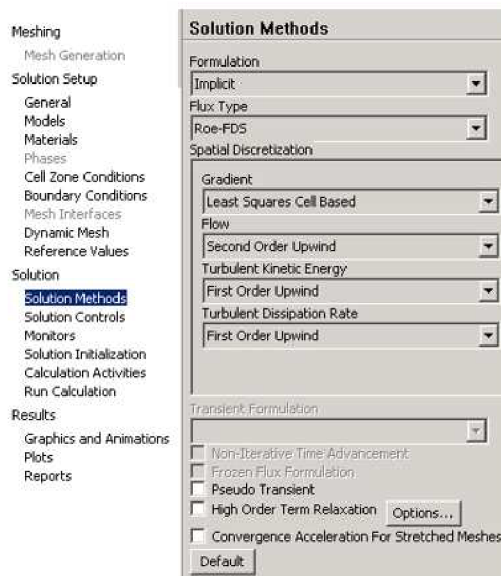 Meshing
Mesh Generation
Solution Setup
General
Models
Materials
Phases
Cell Zone Conditions
Boundary Conditions
Mesh Interfaces
Dynamic Mesh
Reference Values
Solution
Solution Methods
Solution Controls
Monitors
Solution Initialization
Calculation Activities
Run Calculation
Results
Graphics and Animations
Plots
Reports
Solution Methods
Formulation
Implicit
Flux Type
Roe-FDS
Spatial Discretization
Gradient
Least Squares Cell Based
Flow
Second Order Upwind
Turbulent Kinetic Energy
First Order Upwind
Turbulent Dissipation Rate
First Order Upwind
Transient Formulation
Non-Iterative Time Advancement
Frozen Flux Formulation
Pseudo Transient
High Order Term Relaxation Options...
Convergence Acceleration For Stretched Meshes
Default